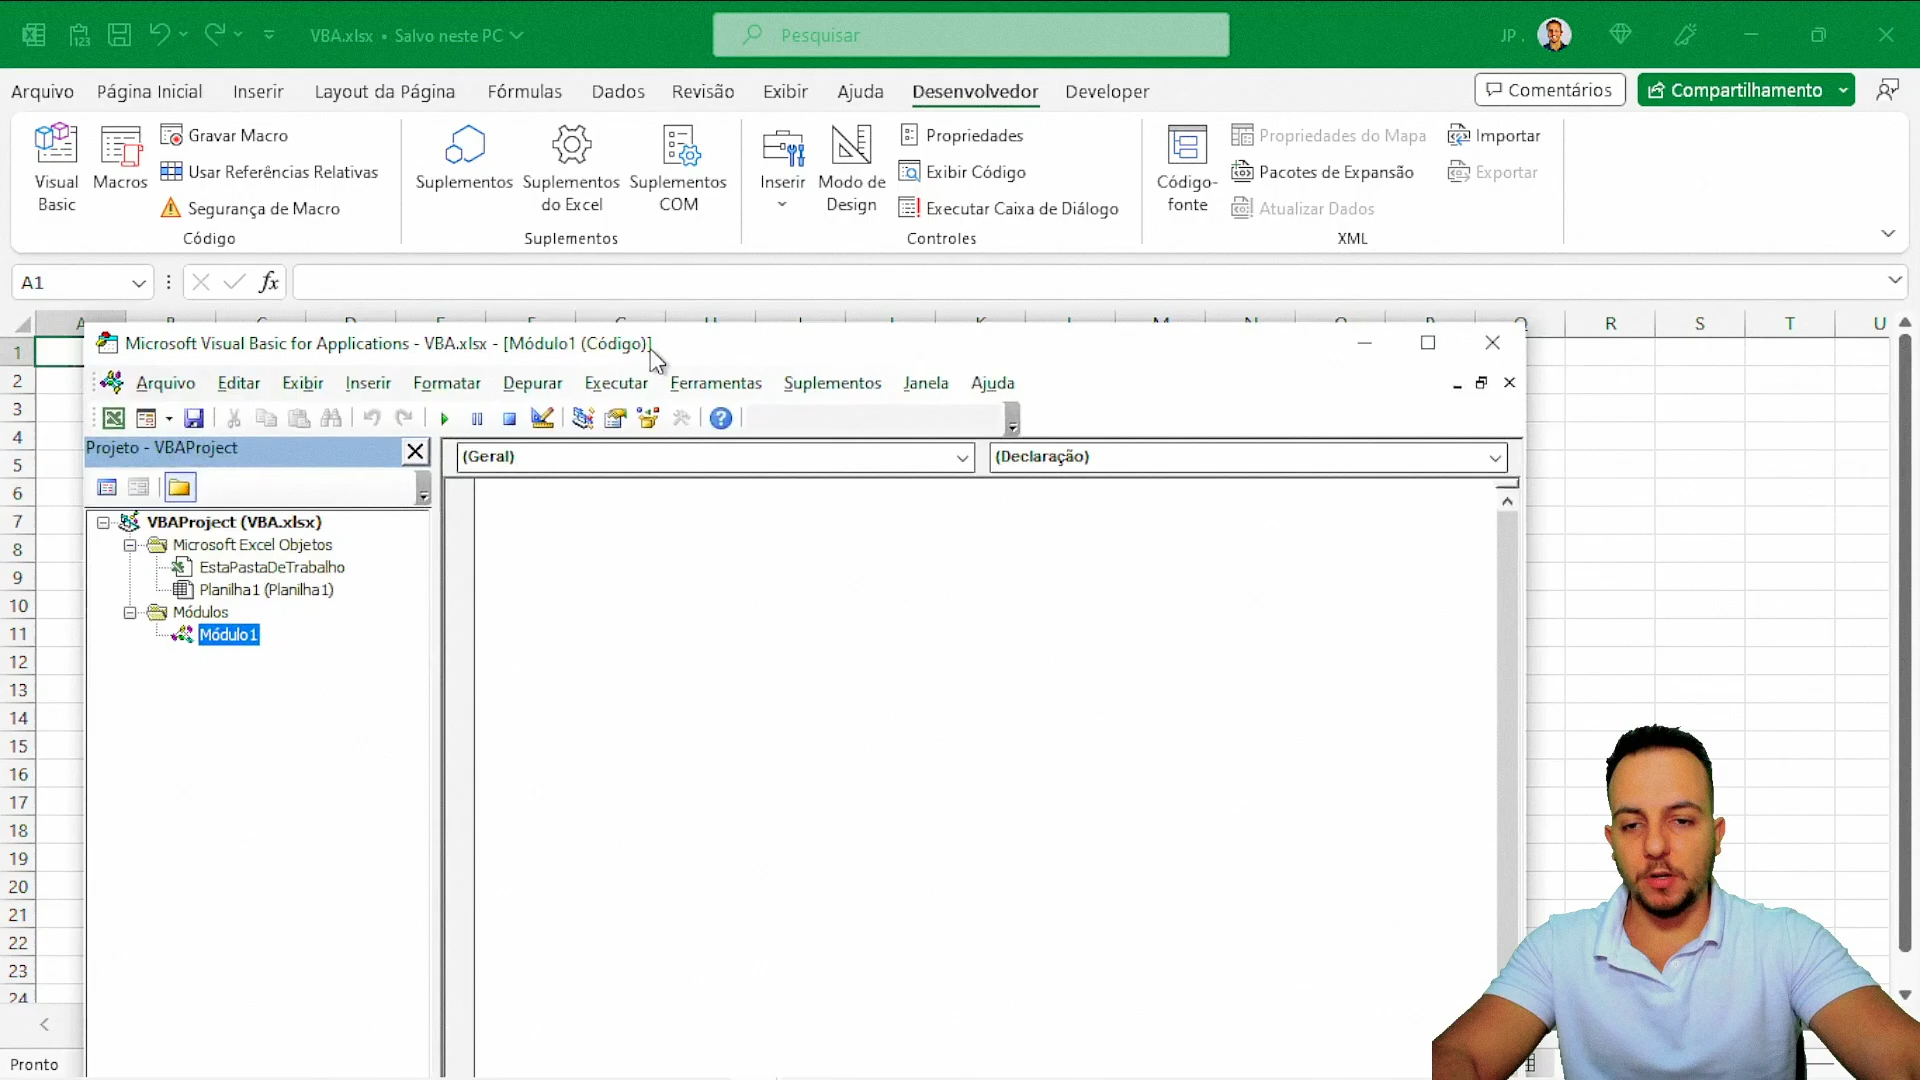 VBA.xlsx • Salvo neste PC
Pesquisar
JP .
Arquivo Página Inicial Inserir Layout da Página Fórmulas Dados Revisão Exibir Ajuda Desenvolvedor Developer
Comentários Compartilhamento
Visual Basic
Macros
Gravar Macro
Usar Referências Relativas
Segurança de Macro
Código
Suplementos
Suplementos do Excel
Suplementos COM
Suplementos
Inserir
Modo de Design
Propriedades
Exibir Código
Executar Caixa de Diálogo
Controles
Código-fonte
Propriedades do Mapa
Pacotes de Expansão
Atualizar Dados
Importar
Exportar
XML
A1
fx
R S T U
Microsoft Visual Basic for Applications - VBA.xlsx - [Módulo1 (Código)]
Arquivo Editar Exibir Inserir Formatar Depurar Executar Ferramentas Suplementos Janela Ajuda
Projeto - VBAProject
(Geral) (Declaração)
VBAProject (VBA.xlsx)
Microsoft Excel Objetos
EstaPastaDeTrabalho
Planilha1 (Planilha1)
Módulos
Módulo1
1
2
3
4
5
6
7
8
9
10
11
12
13
14
15
16
17
18
19
20
21
22
23
24
Pronto